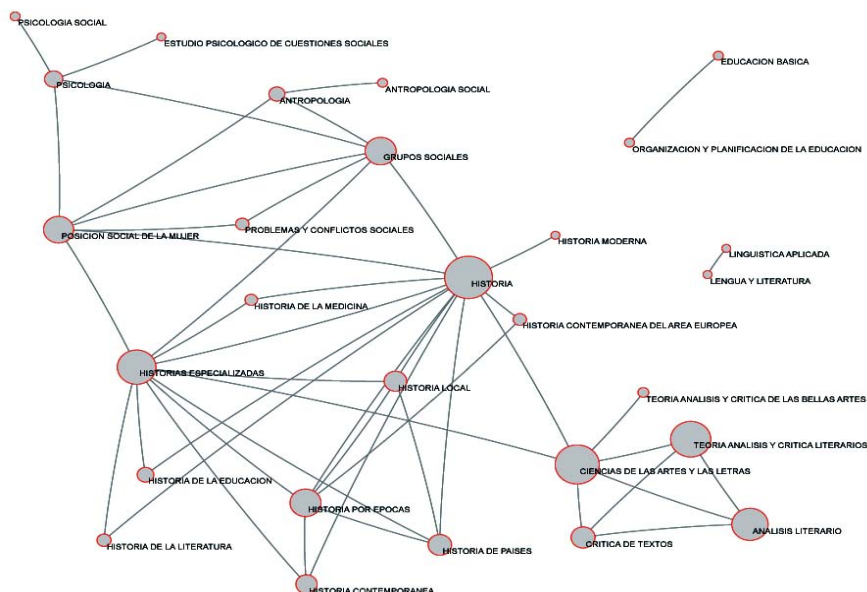 PSICOLOGIA SOCIAL
ESTUDIO PSICOLOGICO DE CUESTIONES SOCIALES
EDUCACION BASICA
PSICOLOGIA
ANTROPOLOGIA SOCIAL
ANTROPOLOGIA
ORGANIZACION Y PLANIFICACION DE LA EDUCACION
GRUPOS SOCIALES
PROBLEMAS Y CONFLICTOS SOCIALES
POSICION SOCIAL DE LA MUJER
HISTORIA MODERNA
LINGUISTICA APLICADA
LENGUA Y LITERATURA
HISTORIA
HISTORIA DE LA MEDICINA
HISTORIA CONTEMPORANEA DEL AREA EUROPEA
HISTORIAS ESPECIALIZADAS
HISTORIA LOCAL
TEORIA ANALISIS Y CRITICA DE LAS BELLAS ARTES
TEORIA ANALISIS Y CRITICA LITERARIOS
CIENCIAS DE LAS ARTES Y LAS LETRAS
HISTORIA DE LA EDUCACION
HISTORIA POR EPOCAS
ANALISIS LITERARIO
CRITICA DE TEXTOS
HISTORIA DE LA LITERATURA
HISTORIA DE PAISES
HISTORIA CONTEMPORANEA